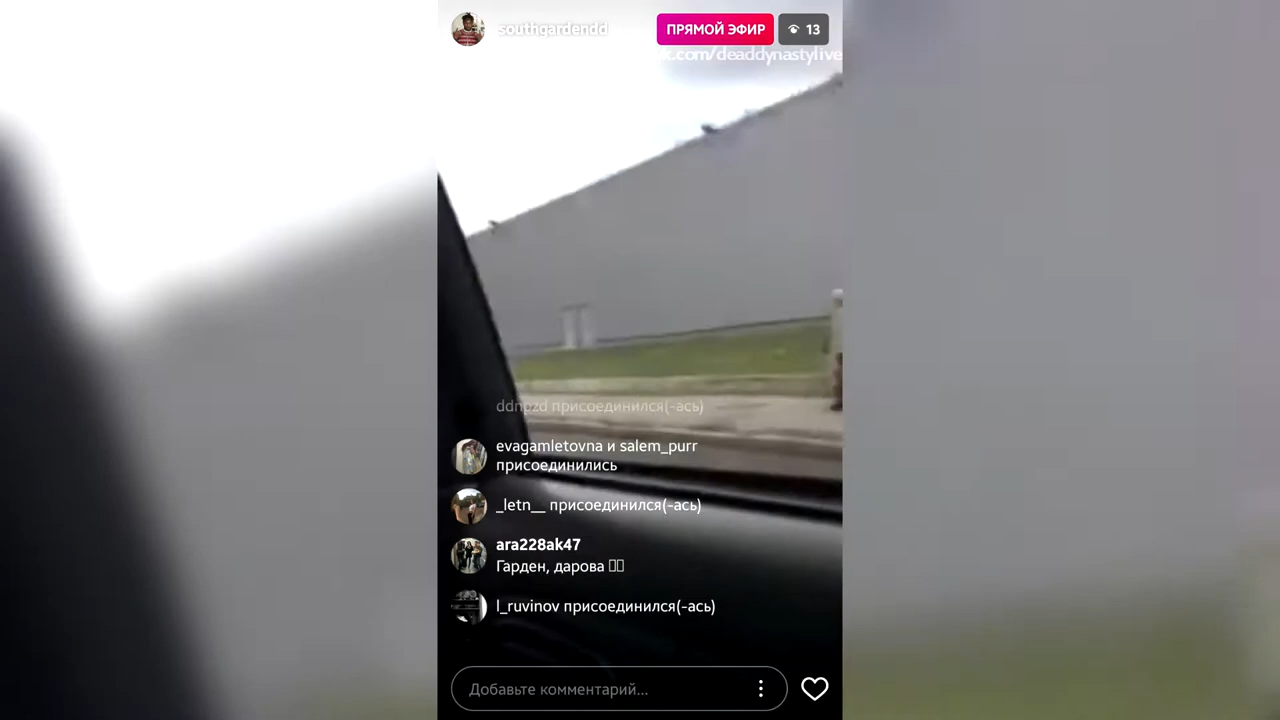 southgardendd
ПРЯМОЙ ЭФИР
13
k.com/deaddynastylive
ddnpzd присоединился(-ась)
evagamletovna и salem_purr
присоединились
_letn__ присоединился(-ась)
ara228ak47
Гарден, дарова
l_ruvinov присоединился(-ась)
Добавьте комментарий...